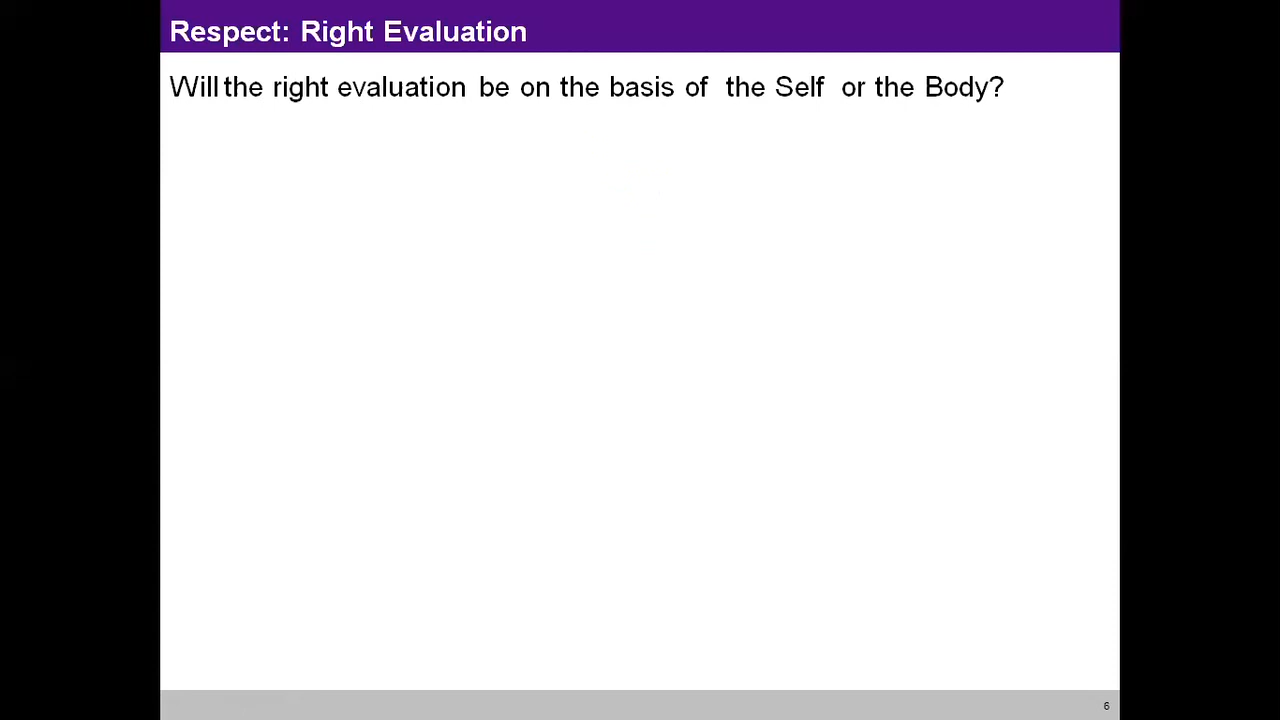 Respect: Right Evaluation
Will the right evaluation be on the basis of the Self or the Body?
6